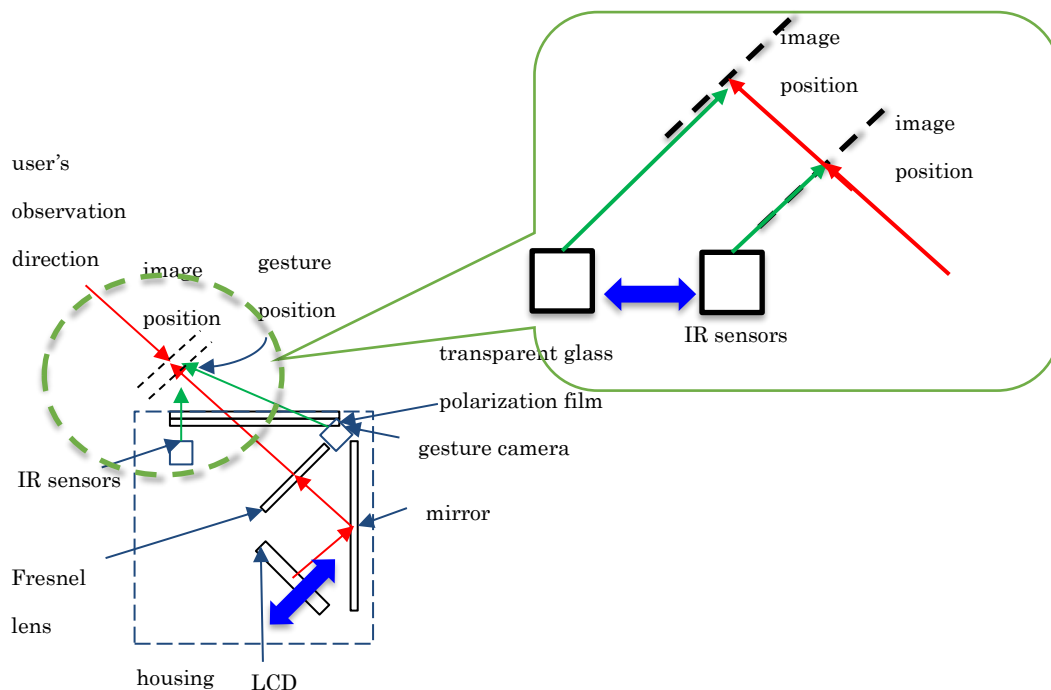 image
position
image
position
user's
observation
direction
image
position
gesture
position
IR sensors
transparent glass
polarization film
gesture camera
IR sensors
mirror
Fresnel
lens
housing
LCD